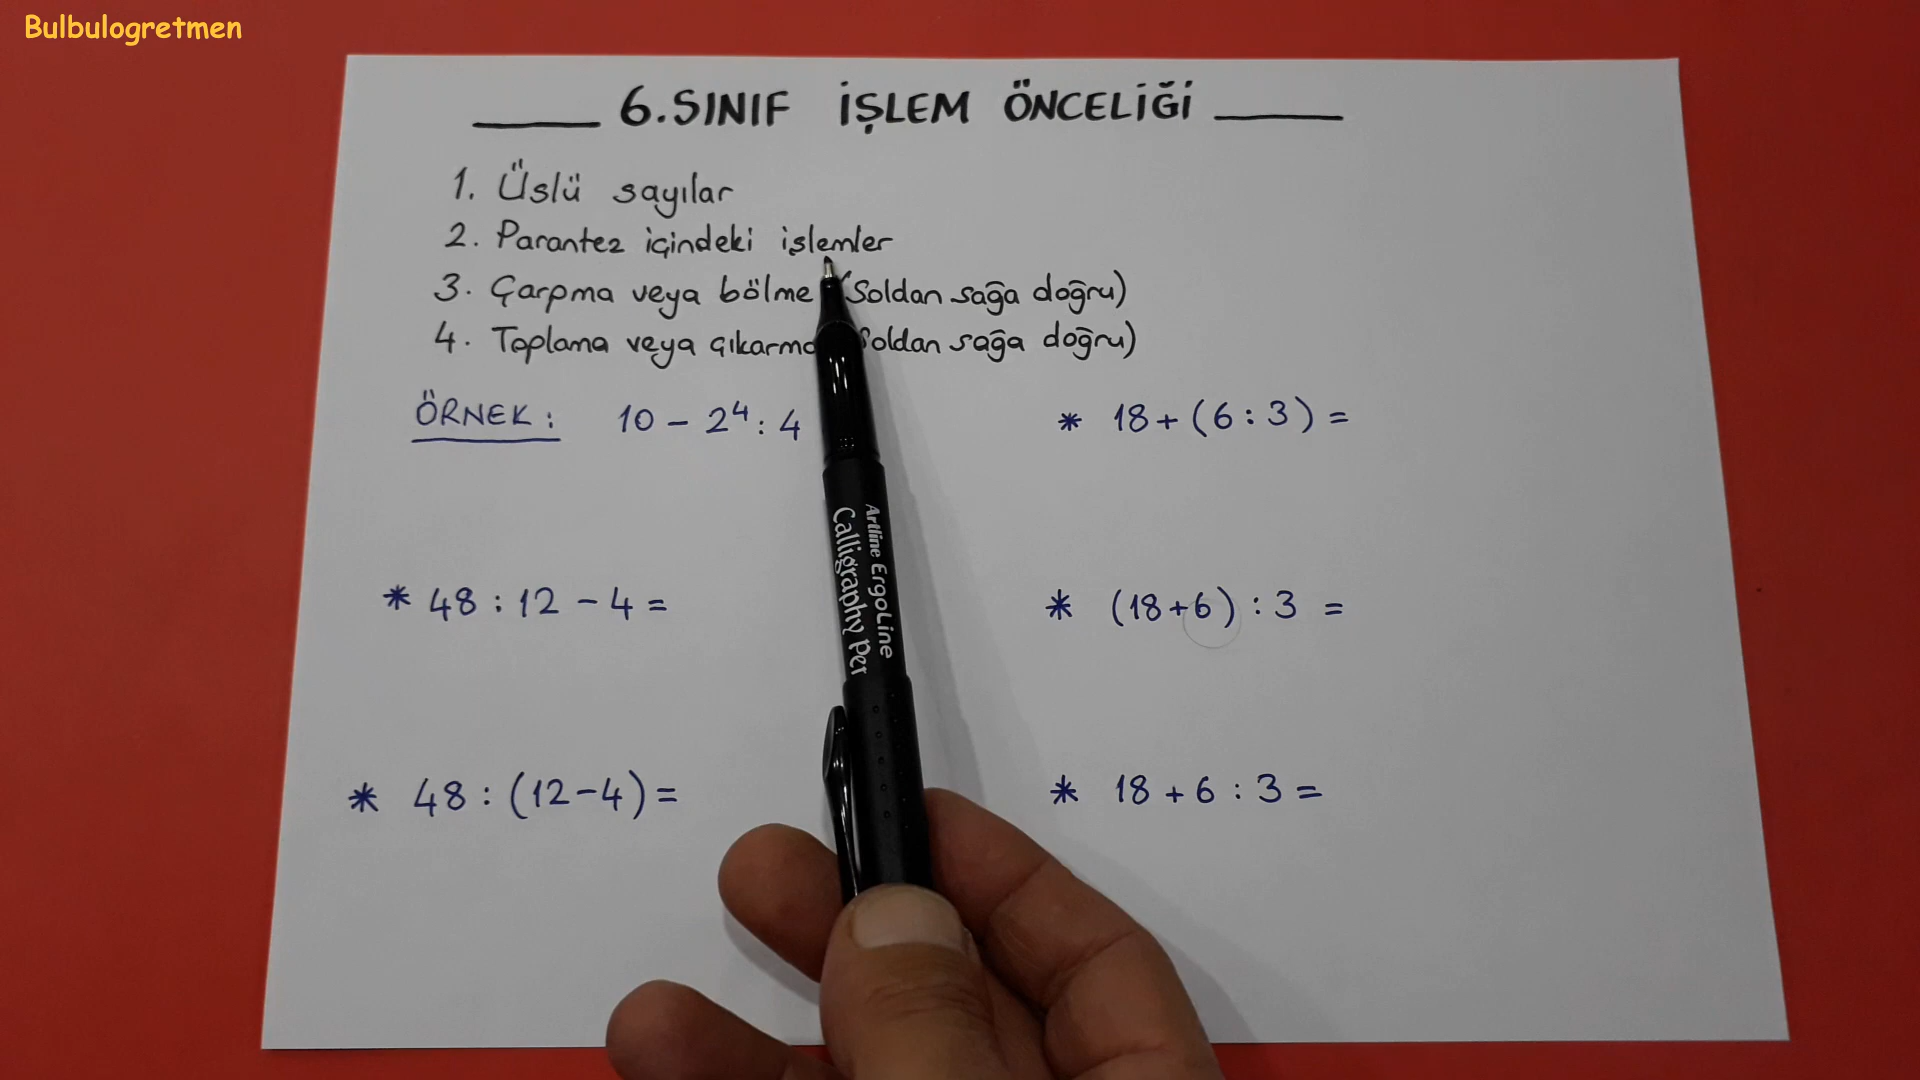 Bulbulogretmen
6.SINIF İŞLEM ÖNCELİĞİ
1. Üslü sayılar
2. Parantez içindeki işlemler
3. Çarpma veya bölme (Soldan sağa doğru)
4. Toplama veya çıkarma soldan sağa doğru)
ÖRNEK: 10 - 2⁴ : 4
* 18 + (6 : 3) =
* 48 : 12 - 4 =
* (18+6) : 3 =
* 48 : (12-4) =
* 18 + 6 : 3 =
Artline ErgoLine
Calligraphy Pen